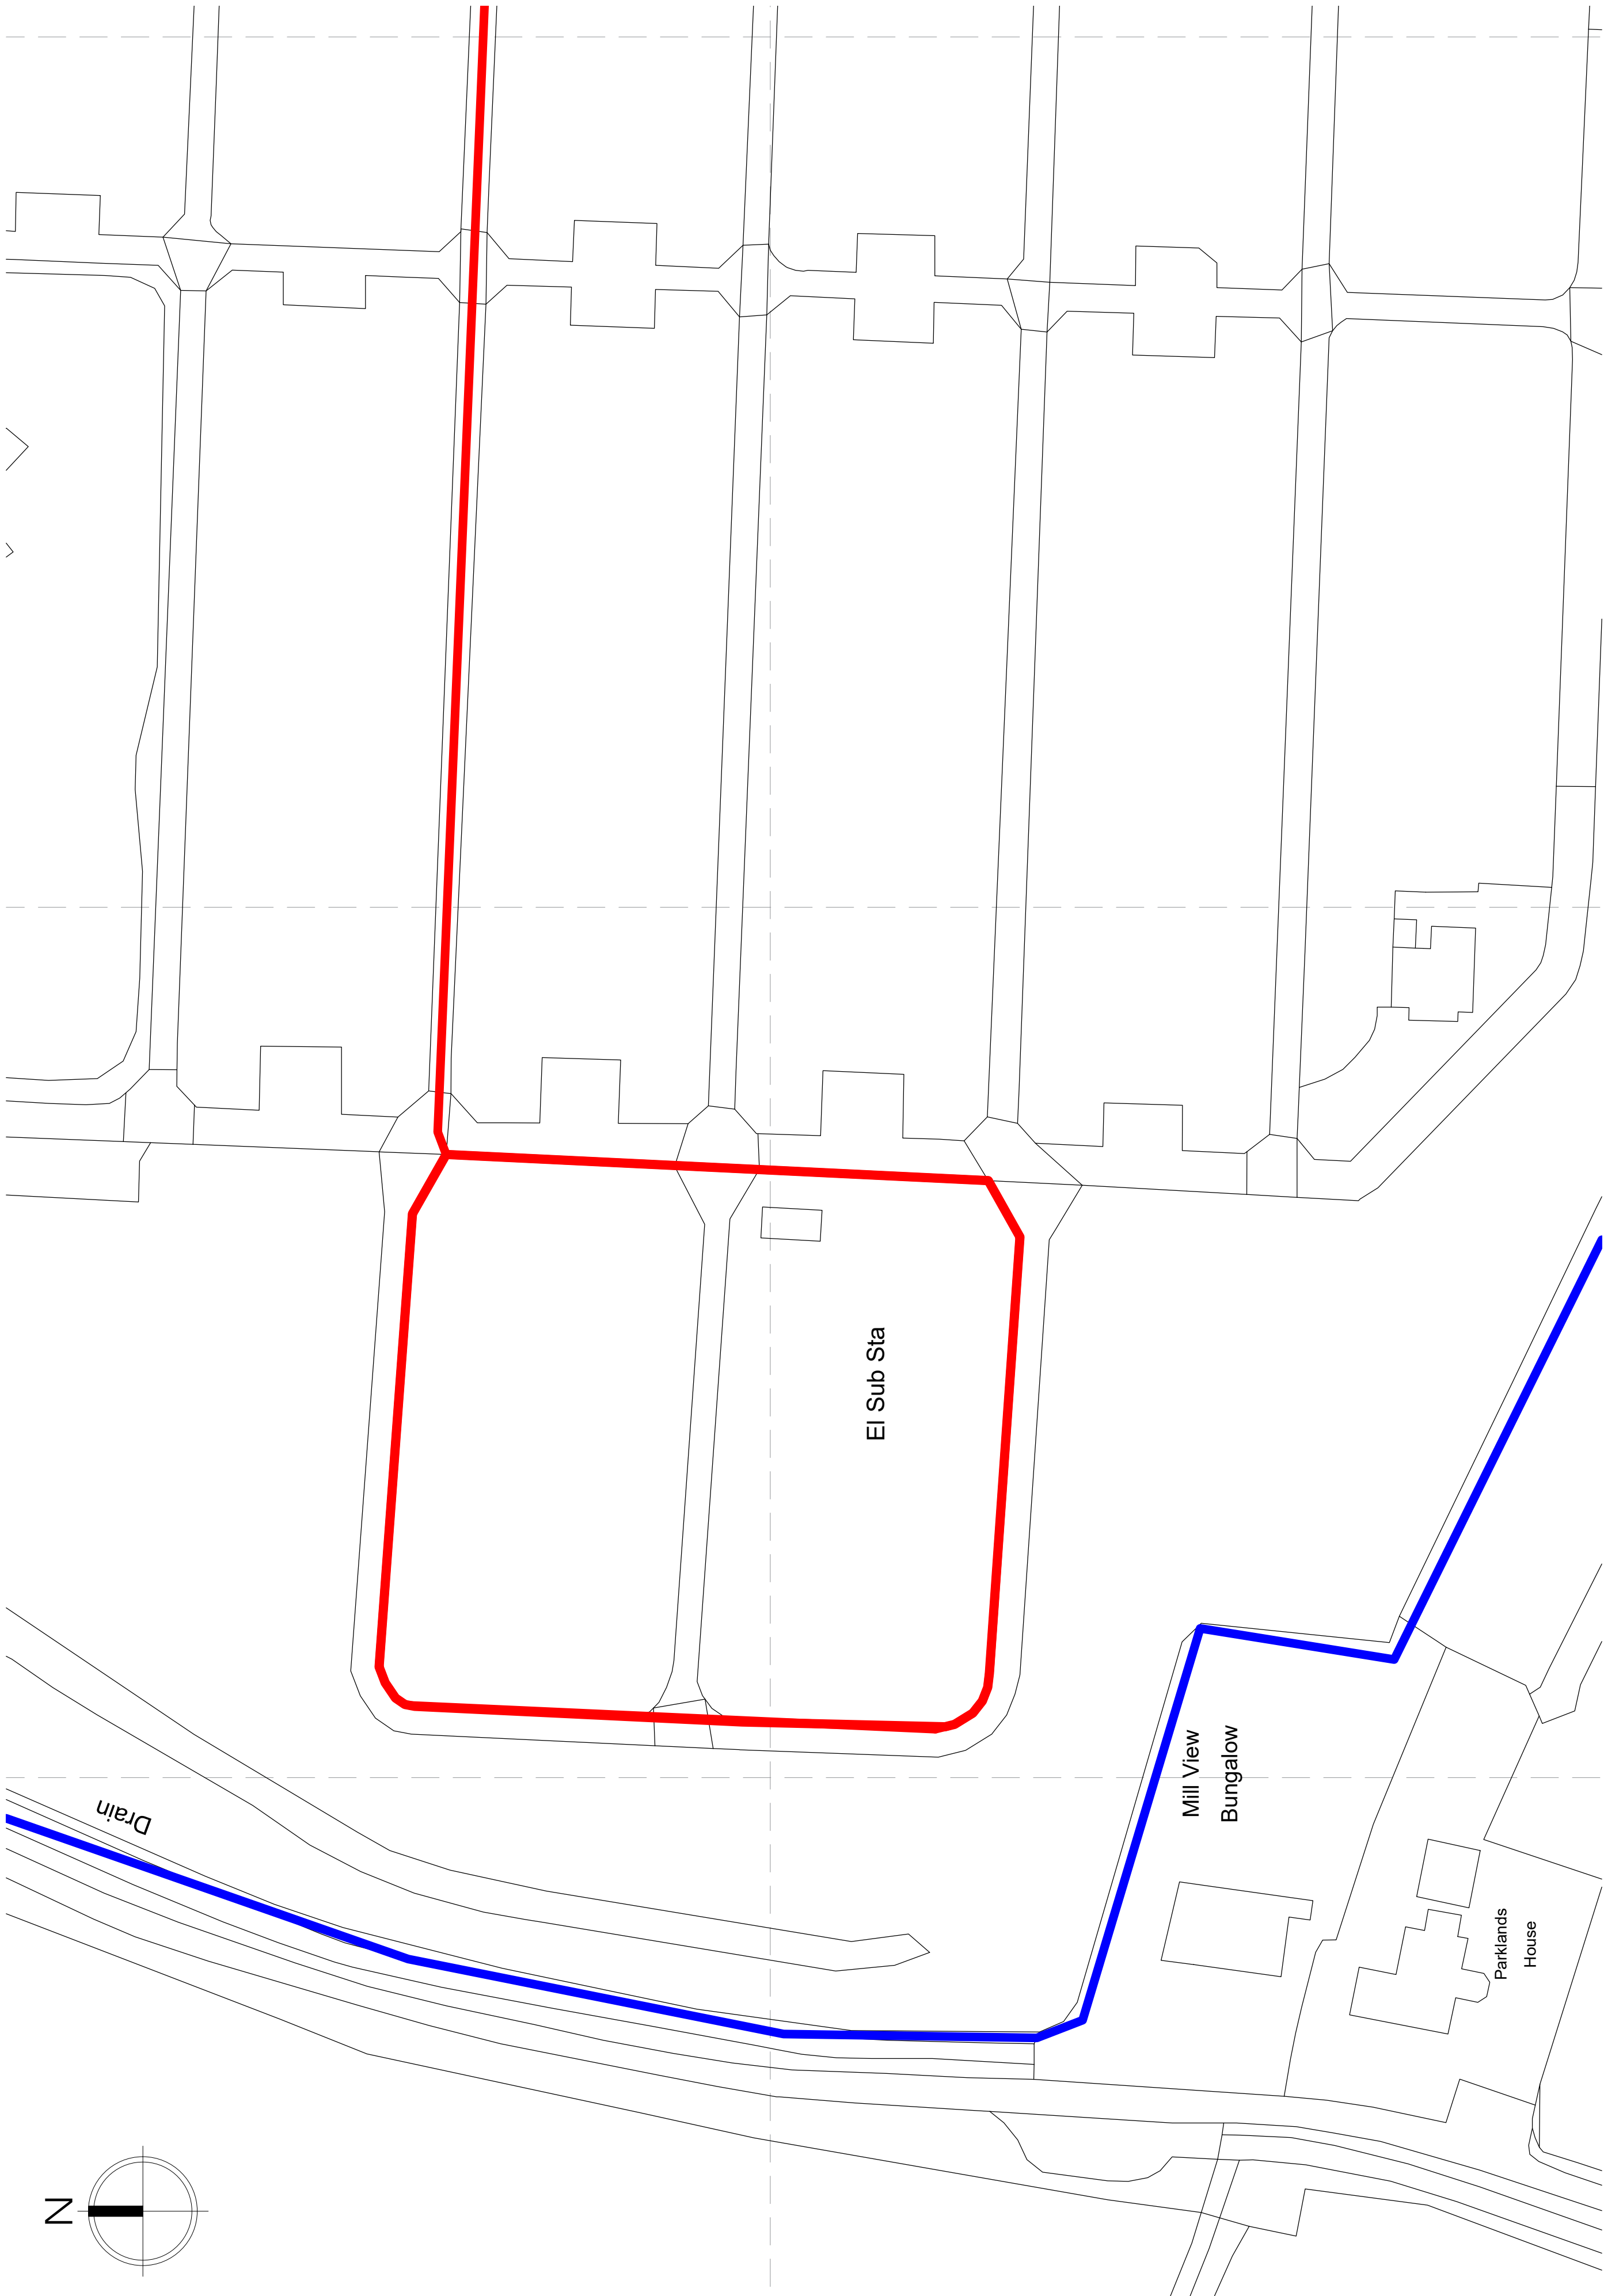 El Sub Sta
Mill View
Bungalow
Drain
Parklands
House
N